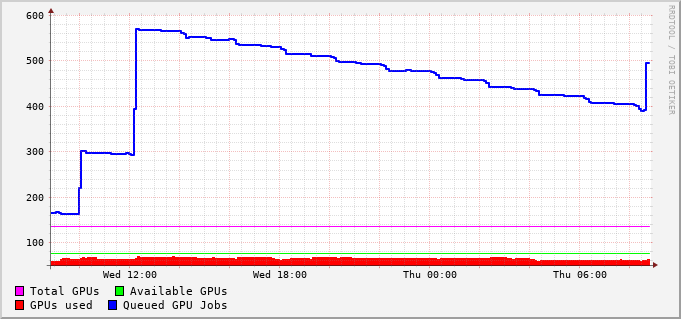 600
500
400
300
200
100
Wed 12:00 Wed 18:00 Thu 00:00 Thu 06:00
Total GPUs Available GPUs
GPUs used Queued GPU Jobs
RRDTOOL / TOBI OETIKER